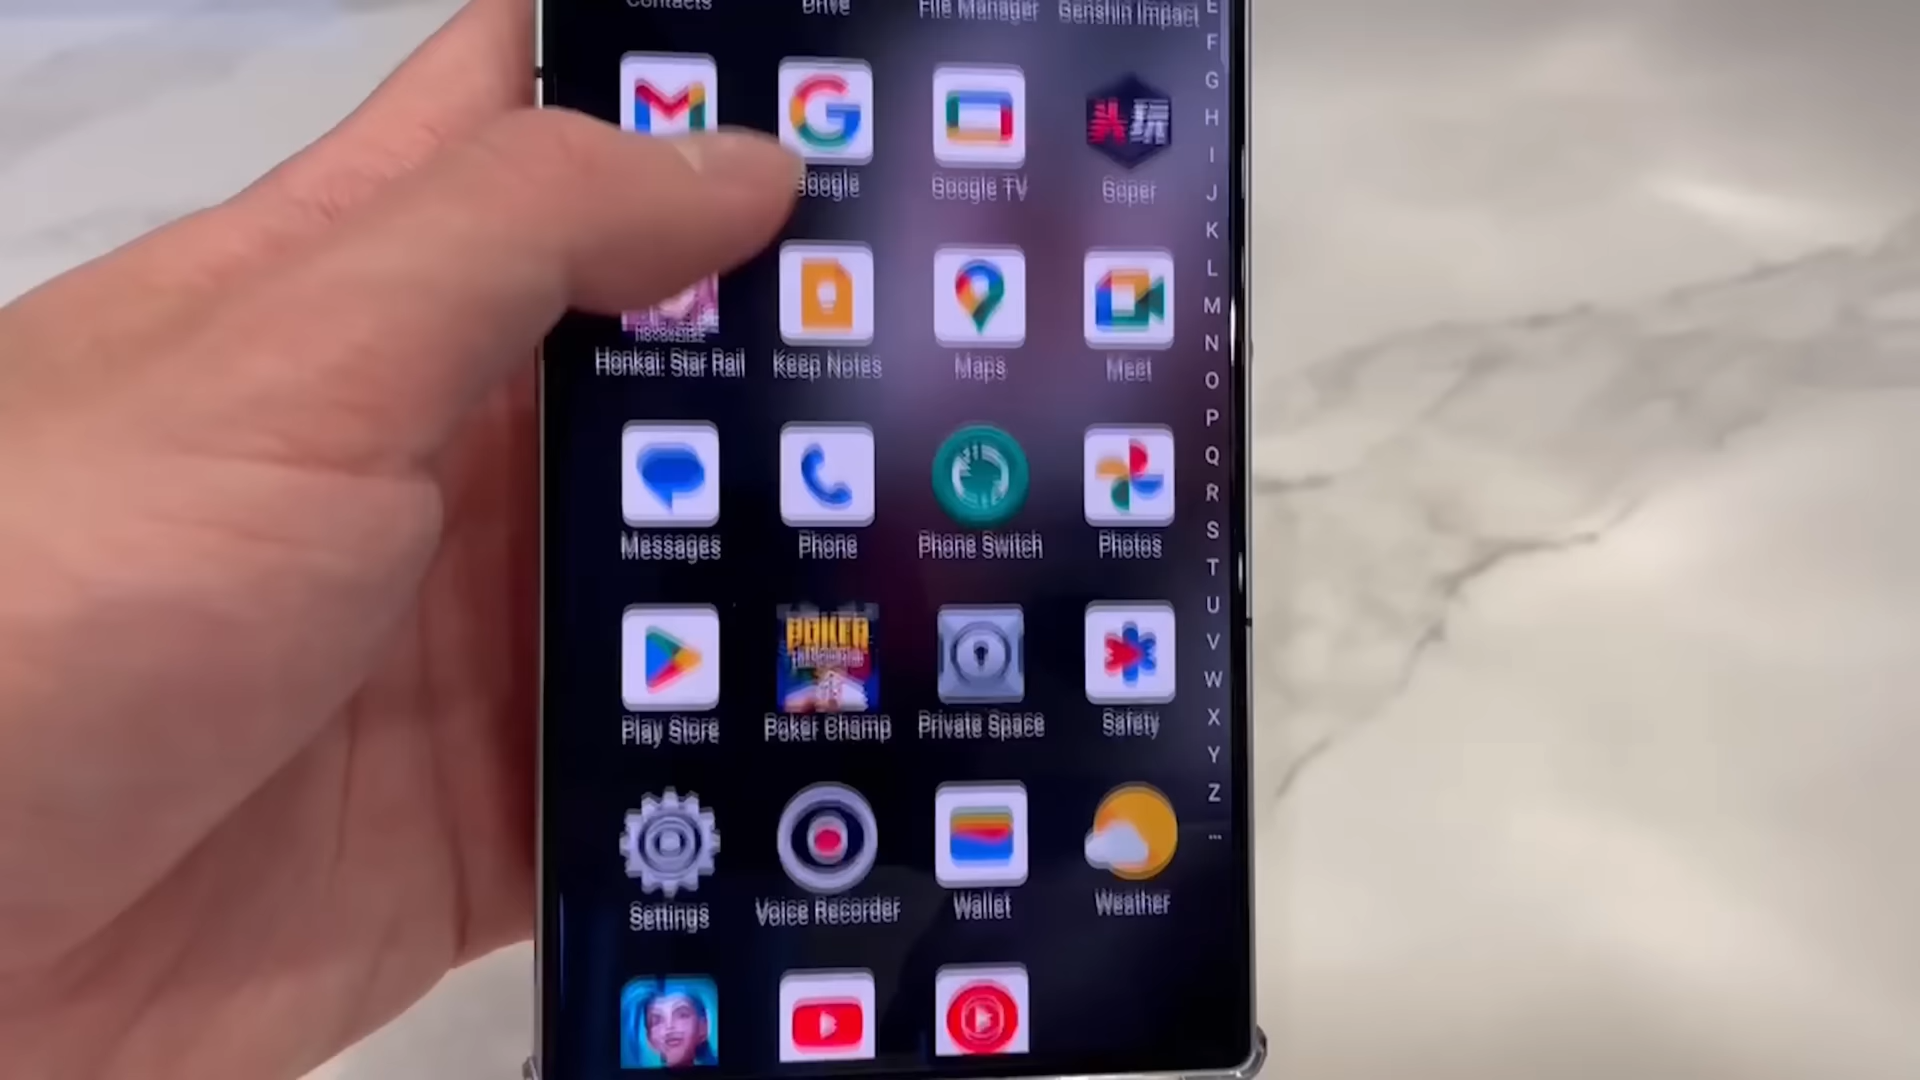 Contacts Drive File Manager Genshin Impact
Google Google TV Goper
头玩
Honkai: Star Rail Keep Notes Maps Meet
Messages Phone Phone Switch Photos
POKER
Play Store Poker Champ Private Space Safety
Settings Voice Recorder Wallet Weather
E
F
G
H
I
J
K
L
M
N
O
P
Q
R
S
T
U
V
W
X
Y
Z
...